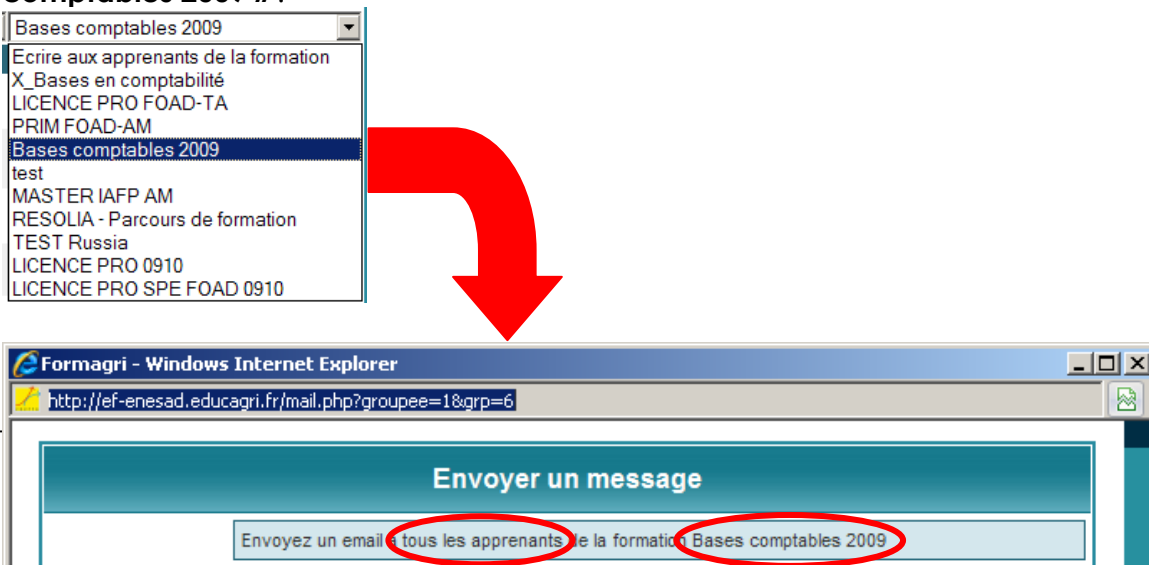 Bases comptables 2009
Ecrire aux apprenants de la formation
X_Bases en comptabilité
LICENCE PRO FOAD-TA
PRIM FOAD-AM
Bases comptables 2009
test
MASTER IAFP AM
RESOLIA - Parcours de formation
TEST Russia
LICENCE PRO 0910
LICENCE PRO SPE FOAD 0910
Formagri - Windows Internet Explorer
http://ef-enesad.educagri.fr/mail.php?groupee=1&grp=6
Envoyer un message
Envoyez un email à tous les apprenants de la formation Bases comptables 2009